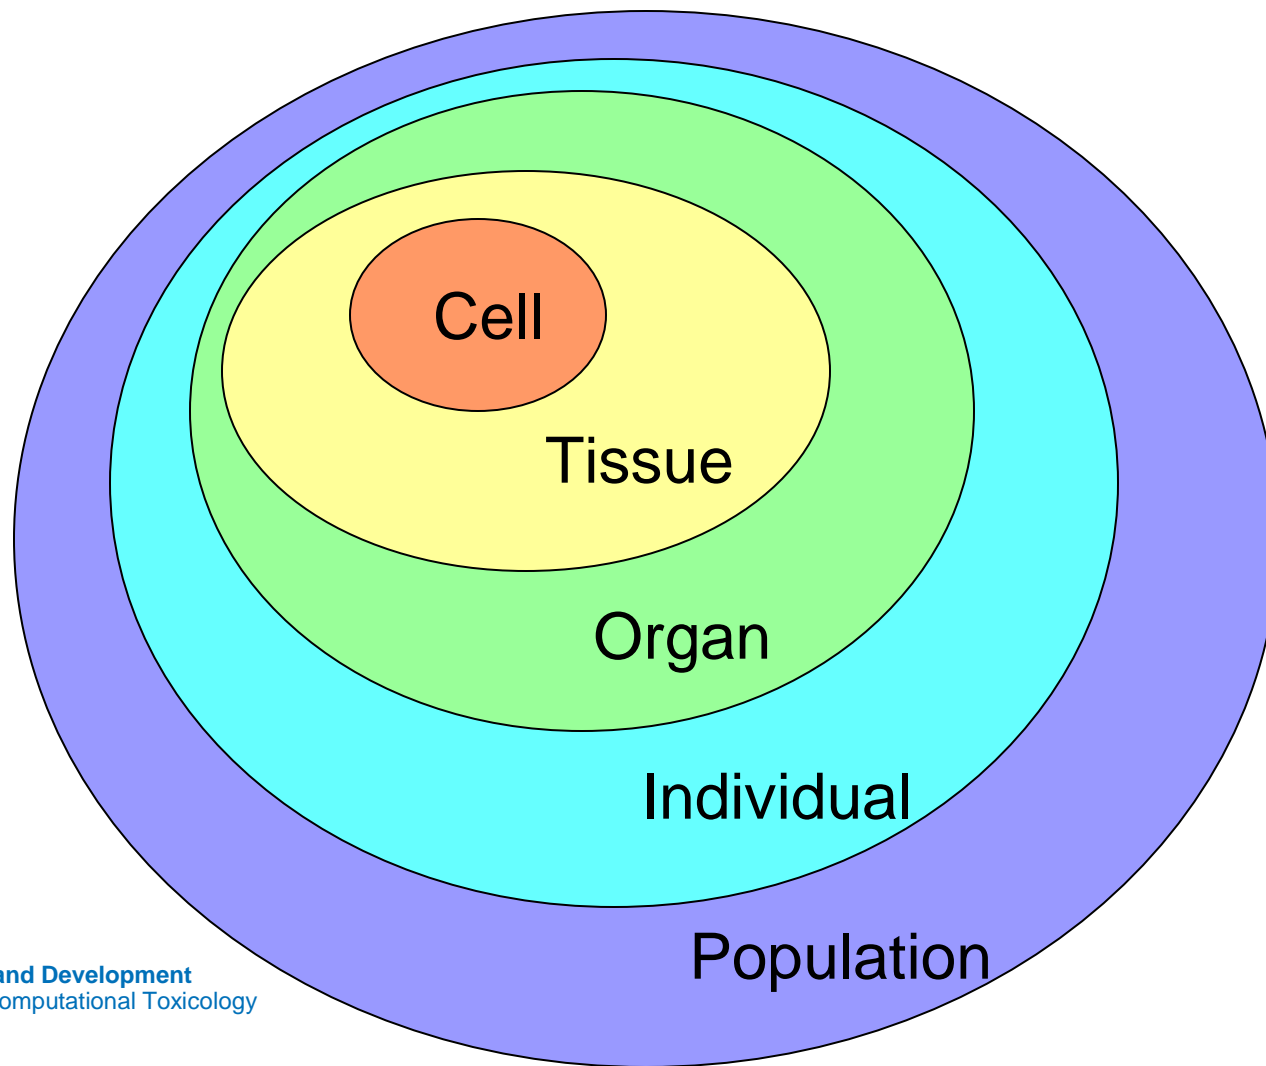 Cell
Tissue
Organ
Individual
Population
and Development
omputational Toxicology